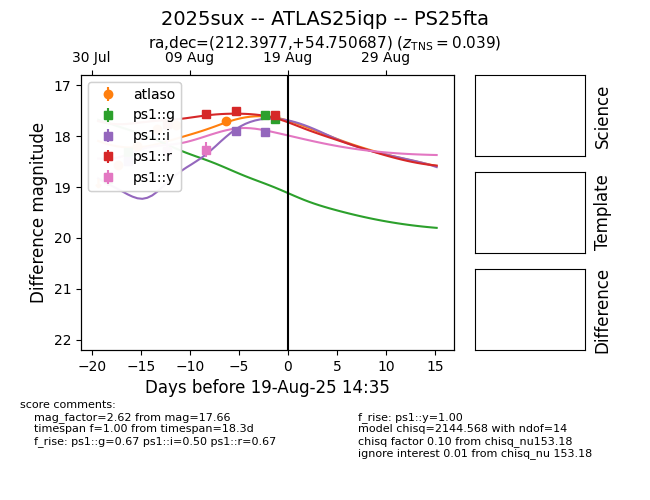 2025sux -- ATLAS25iqp -- PS25fta
ra,dec=(212.3977,+54.750687) (z_TNS = 0.039)
30 Jul 09 Aug 19 Aug 29 Aug
atlaso
ps1::g
ps1::i
ps1::r
ps1::y
17
18
19
20
21
22
Difference magnitude
−20 −15 −10 −5 0 5 10 15
Days before 19-Aug-25 14:35
Science
Template
Difference
score comments:
mag_factor=2.62 from mag=17.66
timespan f=1.00 from timespan=18.3d
f_rise: ps1::g=0.67 ps1::i=0.50 ps1::r=0.67
f_rise: ps1::y=1.00
model chisq=2144.568 with ndof=14
chisq factor 0.10 from chisq_nu153.18
ignore interest 0.01 from chisq_nu 153.18